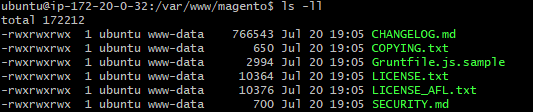 ubuntu@ip-172-20-0-32:/var/www/magento$ ls -ll
total 172212
-rwxrwxrwx 1 ubuntu www-data 766543 Jul 20 19:05 CHANGELOG.md
-rwxrwxrwx 1 ubuntu www-data 650 Jul 20 19:05 COPYING.txt
-rwxrwxrwx 1 ubuntu www-data 2994 Jul 20 19:05 Gruntfile.js.sample
-rwxrwxrwx 1 ubuntu www-data 10364 Jul 20 19:05 LICENSE.txt
-rwxrwxrwx 1 ubuntu www-data 10376 Jul 20 19:05 LICENSE_AFL.txt
-rwxrwxrwx 1 ubuntu www-data 700 Jul 20 19:05 SECURITY.md